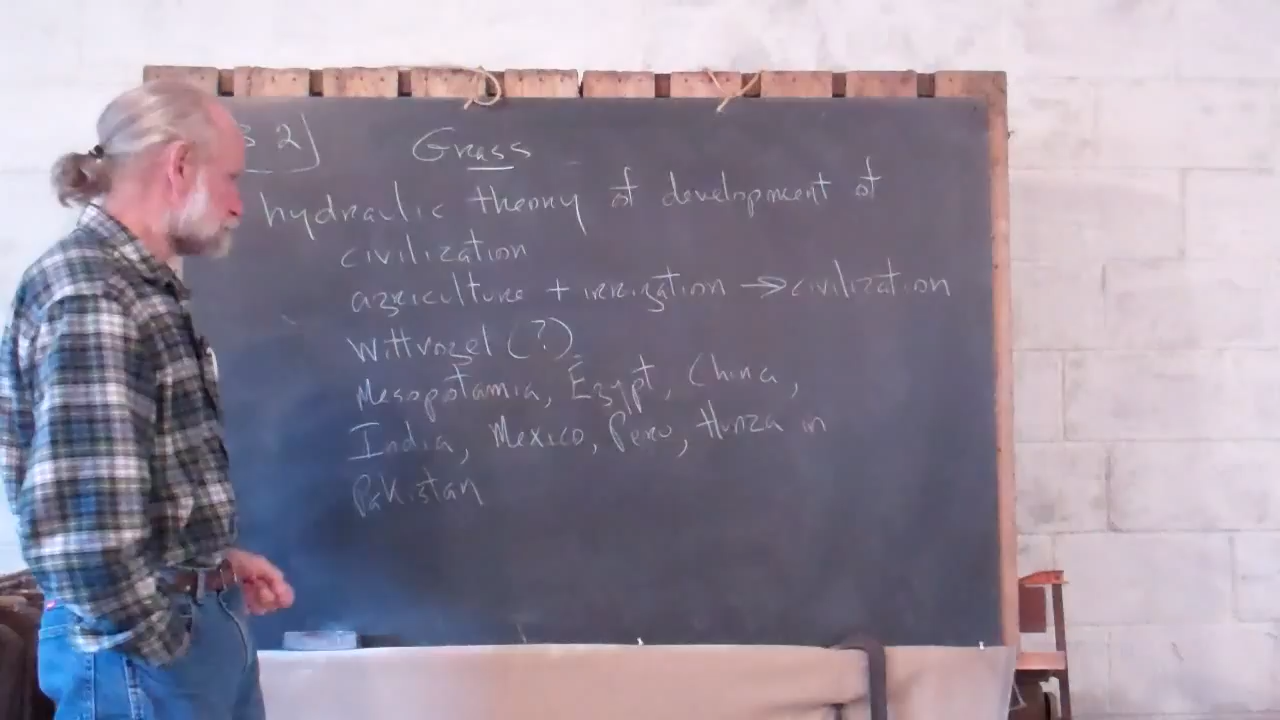 3 2]
Grass
hydraulic theory of development of
civilization
agriculture + irrigation → civilization
Wittvogel (?)
Mesopotamia, Egypt, China,
India, Mexico, Peru, Hunza in
Pakistan